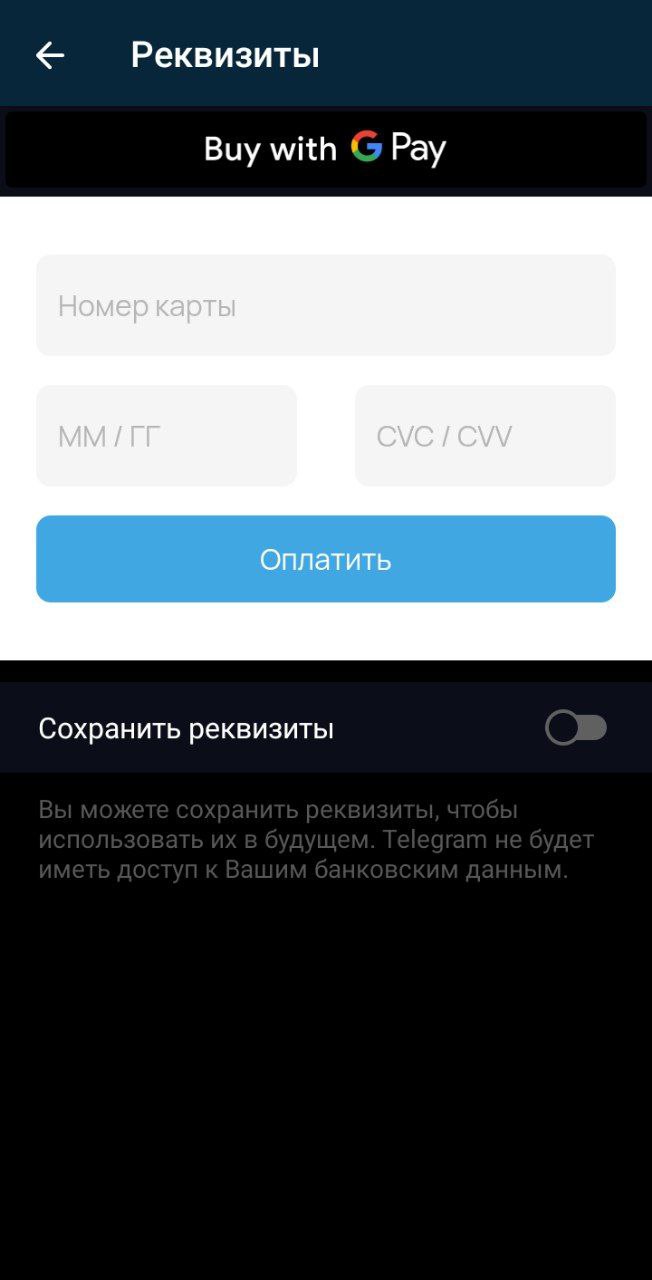 Реквизиты
Buy with G Pay
Номер карты
ММ / ГГ
CVC / CVV
Оплатить
Сохранить реквизиты
Вы можете сохранить реквизиты, чтобы
использовать их в будущем. Telegram не будет
иметь доступ к Вашим банковским данным.